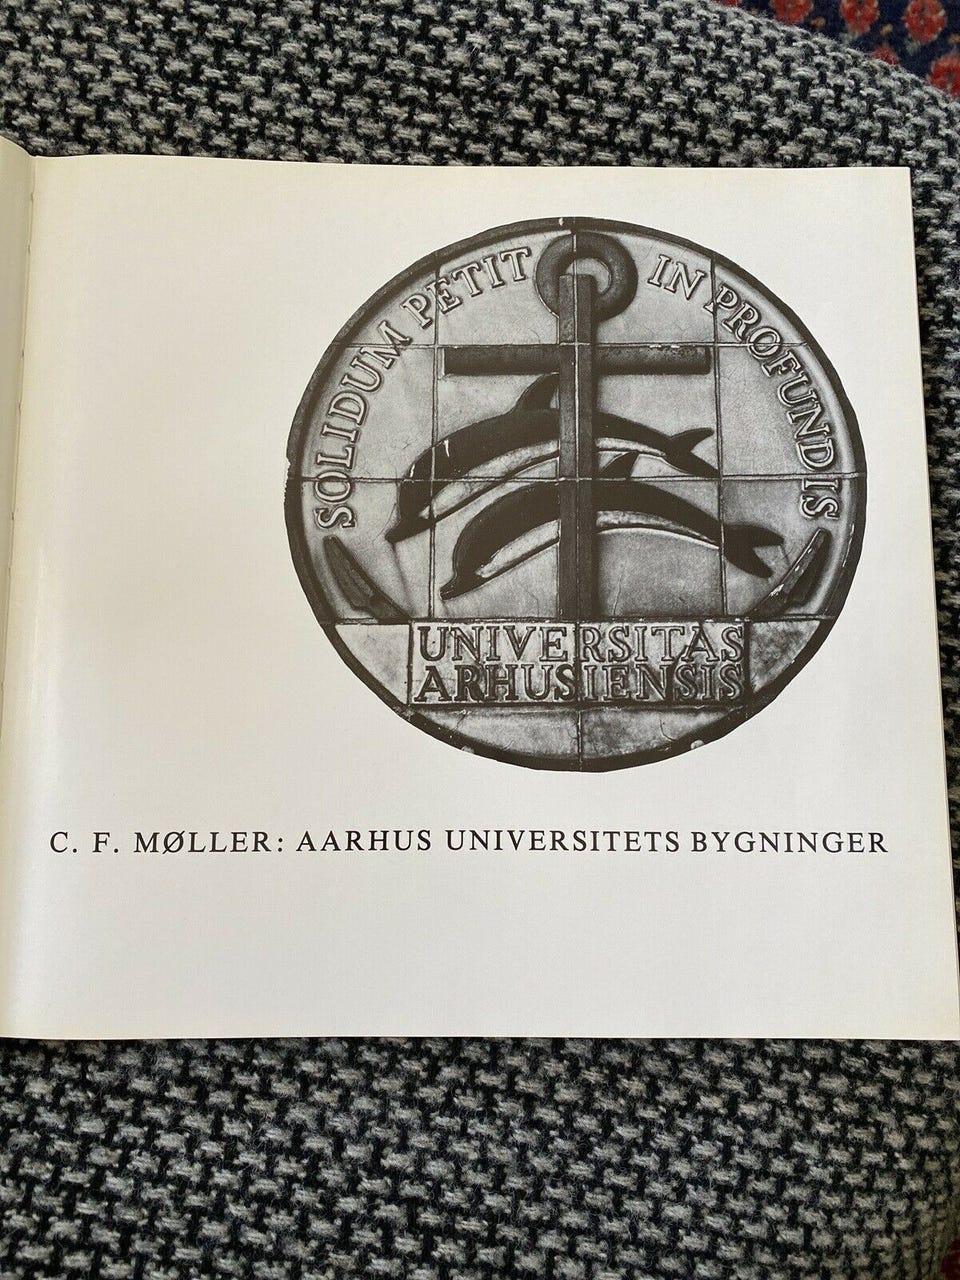 SOLIDUM PETIT IN PROFUNDIS
UNIVERSITAS
ARHUSIENSIS
C. F. MØLLER: AARHUS UNIVERSITETS BYGNINGER